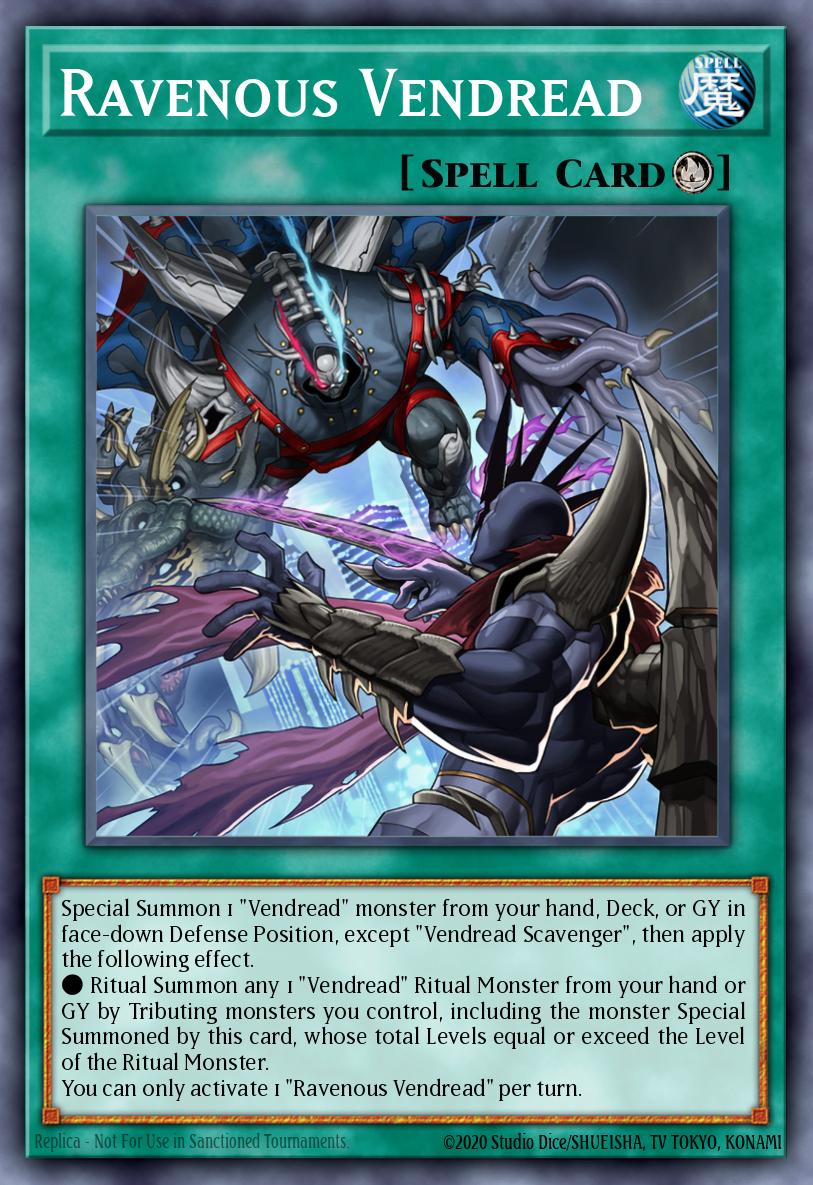 RAVENOUS VENDREAD
SPELL
魔
[SPELL CARD]
Special Summon 1 "Vendread" monster from your hand, Deck, or GY in
face-down Defense Position, except "Vendread Scavenger", then apply
the following effect.
● Ritual Summon any 1 "Vendread" Ritual Monster from your hand or
GY by Tributing monsters you control, including the monster Special
Summoned by this card, whose total Levels equal or exceed the Level
of the Ritual Monster.
You can only activate 1 "Ravenous Vendread" per turn.
Replica - Not For Use in Sanctioned Tournaments.
©2020 Studio Dice/SHUEISHA, TV TOKYO, KONAMI